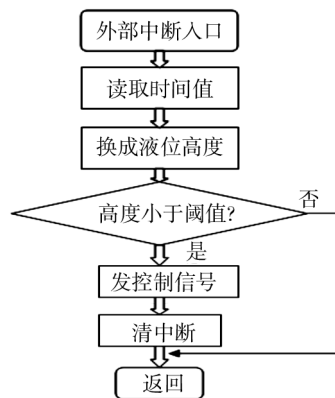 外部中断入口
读取时间值
换成液位高度
高度小于阈值?
否
是
发控制信号
清中断
返回